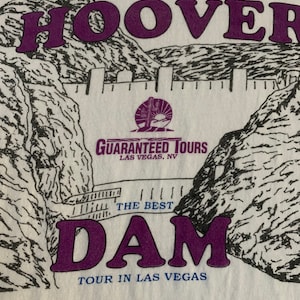 HOOVER
GUARANTEED TOURS
LAS VEGAS, NV
THE BEST
DAM
TOUR IN LAS VEGAS